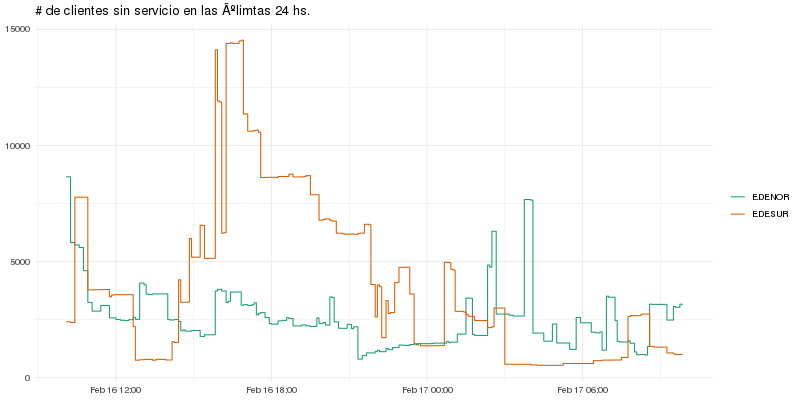 # de clientes sin servicio en las Ãºlimtas 24 hs.
15000
10000
5000
0
Feb 16 12:00
Feb 16 18:00
Feb 17 00:00
Feb 17 06:00
EDENOR
EDESUR